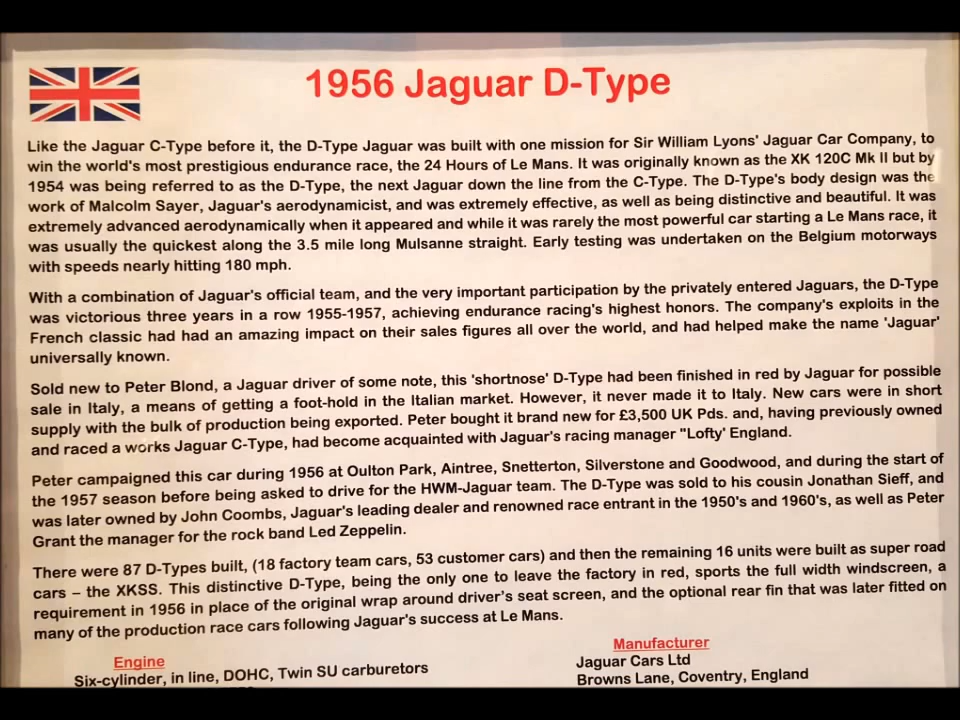 1956 Jaguar D-Type
Like the Jaguar C-Type before it, the D-Type Jaguar was built with one mission for Sir William Lyons' Jaguar Car Company, to
win the world's most prestigious endurance race, the 24 Hours of Le Mans. It was originally known as the XK 120C Mk II but by
1954 was being referred to as the D-Type, the next Jaguar down the line from the C-Type. The D-Type's body design was the
work of Malcolm Sayer, Jaguar's aerodynamicist, and was extremely effective, as well as being distinctive and beautiful. It was
extremely advanced aerodynamically when it appeared and while it was rarely the most powerful car starting a Le Mans race, it
was usually the quickest along the 3.5 mile long Mulsanne straight. Early testing was undertaken on the Belgium motorways
with speeds nearly hitting 180 mph.
With a combination of Jaguar's official team, and the very important participation by the privately entered Jaguars, the D-Type
was victorious three years in a row 1955-1957, achieving endurance racing's highest honors. The company's exploits in the
French classic had had an amazing impact on their sales figures all over the world, and had helped make the name 'Jaguar'
universally known.
Sold new to Peter Blond, a Jaguar driver of some note, this 'shortnose' D-Type had been finished in red by Jaguar for possible
sale in Italy, a means of getting a foot-hold in the Italian market. However, it never made it to Italy. New cars were in short
supply with the bulk of production being exported. Peter bought it brand new for £3,500 UK Pds. and, having previously owned
and raced a works Jaguar C-Type, had become acquainted with Jaguar's racing manager "Lofty' England.
Peter campaigned this car during 1956 at Oulton Park, Aintree, Snetterton, Silverstone and Goodwood, and during the start of
the 1957 season before being asked to drive for the HWM-Jaguar team. The D-Type was sold to his cousin Jonathan Sieff, and
was later owned by John Coombs, Jaguar's leading dealer and renowned race entrant in the 1950's and 1960's, as well as Peter
Grant the manager for the rock band Led Zeppelin.
There were 87 D-Types built, (18 factory team cars, 53 customer cars) and then the remaining 16 units were built as super road
cars – the XKSS. This distinctive D-Type, being the only one to leave the factory in red, sports the full width windscreen, a
requirement in 1956 in place of the original wrap around driver's seat screen, and the optional rear fin that was later fitted on
many of the production race cars following Jaguar's success at Le Mans.
Engine
Six-cylinder, in line, DOHC, Twin SU carburetors
Manufacturer
Jaguar Cars Ltd
Browns Lane, Coventry, England